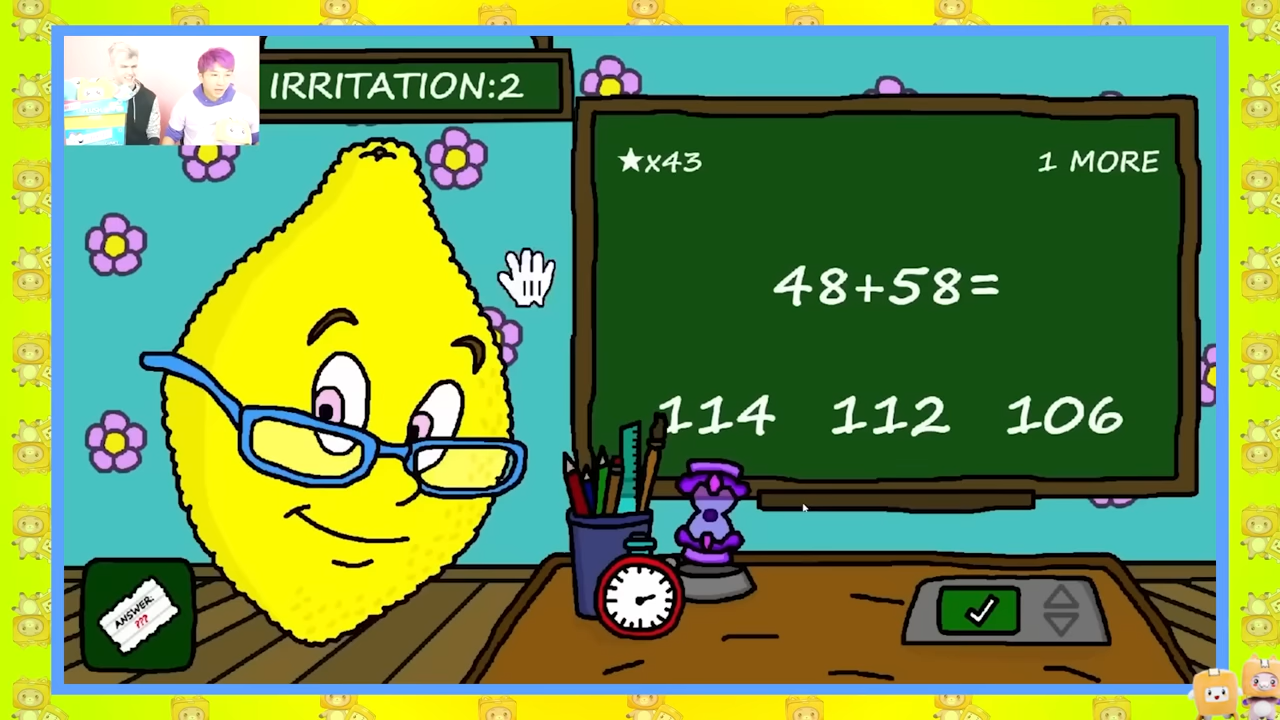 IRRITATION:2
★x43
1 MORE
48+58=
114 112 106
ANSWER:
???